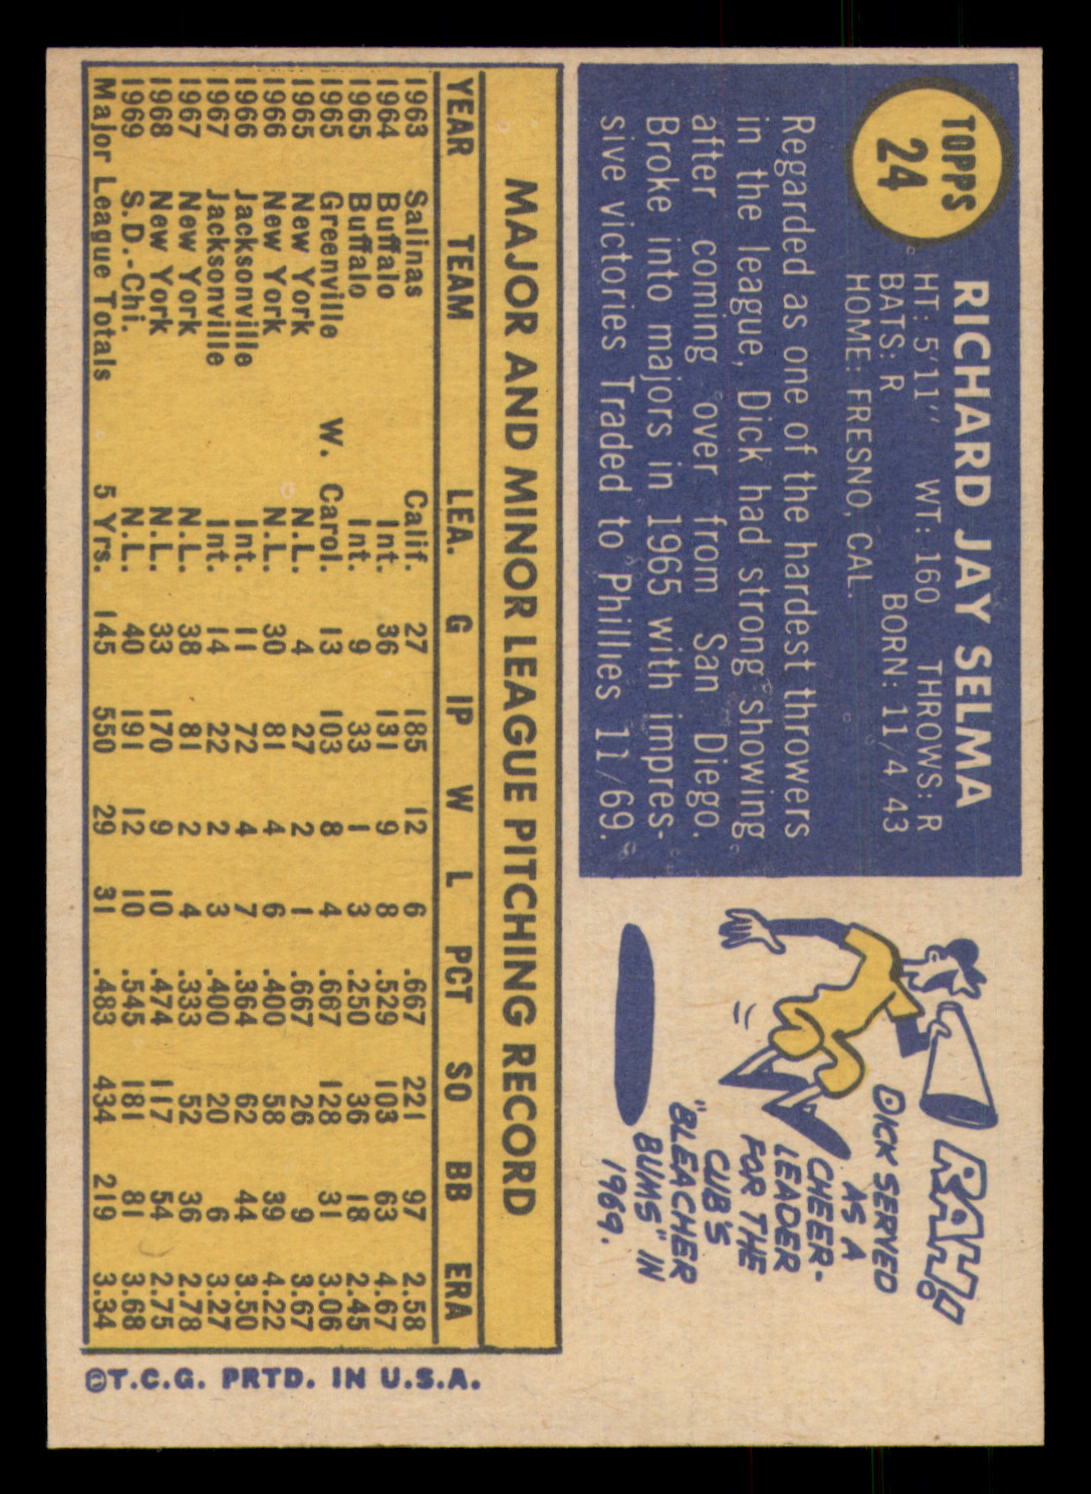 TOPPS
24
RICHARD JAY SELMA
HT: 5'11" WT: 160 THROWS: R
BATS: R BORN: 11/4/43
HOME: FRESNO, CAL.
Regarded as one of the hardest throwers
in the league, Dick had strong showing
after coming over from San Diego.
Broke into majors in 1965 with impres-
sive victories Traded to Phillies 11/69.
RAH!
DICK SERVED
AS A
CHEER-
LEADER
FOR THE
CUB'S
"BLEACHER
BUMS" IN
1969.
MAJOR AND MINOR LEAGUE PITCHING RECORD
YEAR TEAM LEA. G IP W L PCT SO BB ERA
1963 Salinas Calif. 27 185 12 6 .667 221 97 2.58
1964 Buffalo Int. 36 131 9 8 .529 103 63 4.67
1965 Buffalo Int. 9 33 1 3 .250 36 18 2.45
1965 Greenville W. Carol. 13 103 8 4 .667 128 31 3.06
1965 New York N.L. 4 27 2 1 .667 26 9 3.67
1966 New York N.L. 30 81 4 6 .400 58 39 4.22
1966 Jacksonville Int. 11 72 4 7 .364 62 44 3.50
1967 Jacksonville Int. 14 22 2 3 .400 20 6 3.27
1967 New York N.L. 38 81 2 4 .333 52 36 2.78
1968 New York N.L. 33 170 9 10 .474 117 54 2.75
1969 S.D.-Chi. N.L. 40 191 12 10 .545 181 81 3.68
Major League Totals 5 Yrs. 145 550 29 31 .483 434 219 3.34
©T.C.G. PRTD. IN U.S.A.